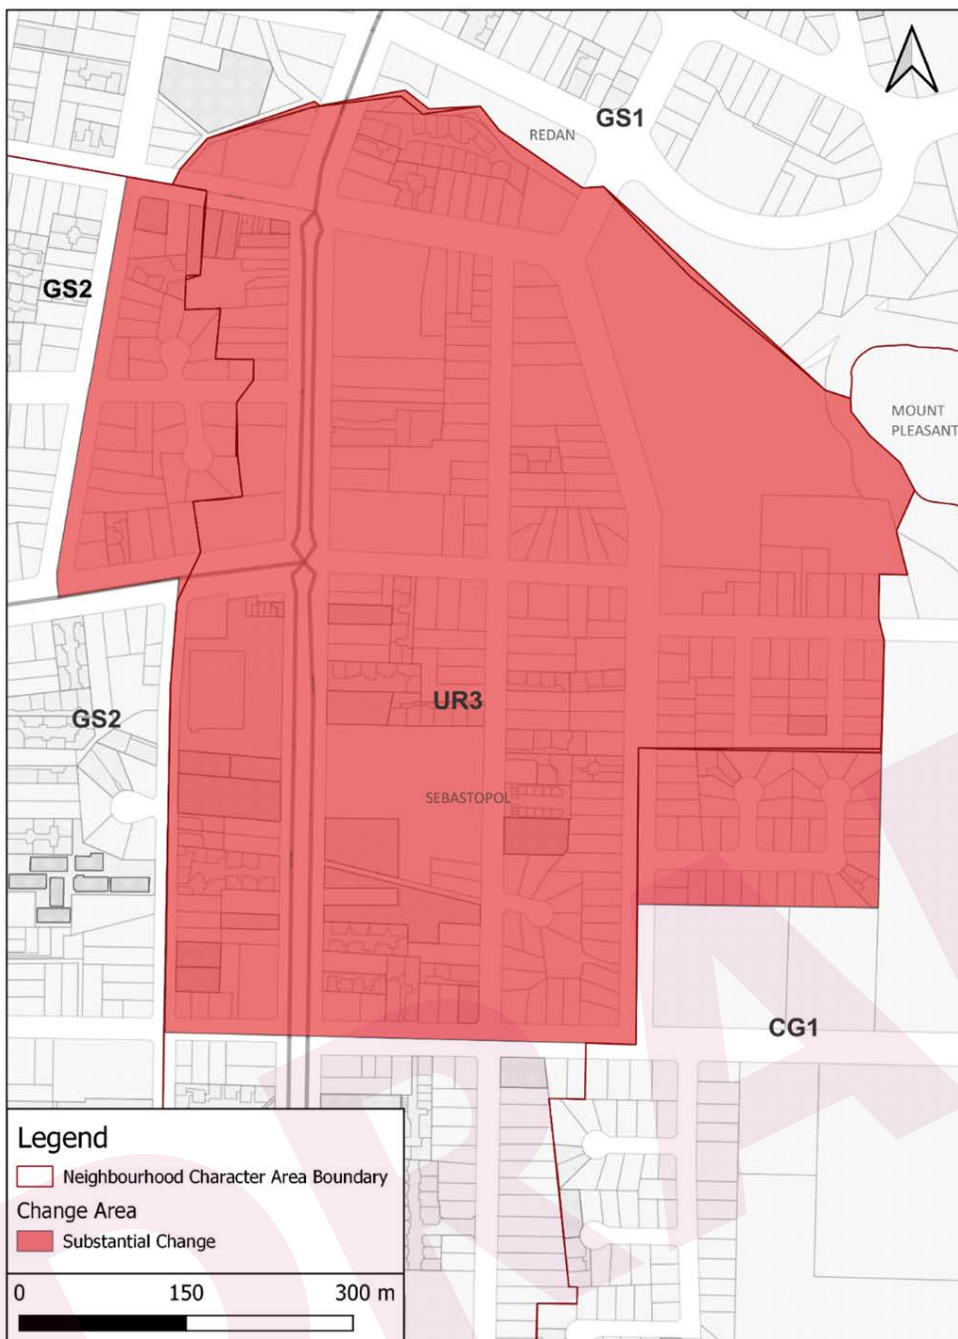 GS1
REDAN
GS2
MOUNT
PLEASANT
UR3
GS2
SEBASTOPOL
CG1
Legend
Neighbourhood Character Area Boundary
Change Area
Substantial Change
0 150 300 m
DRA